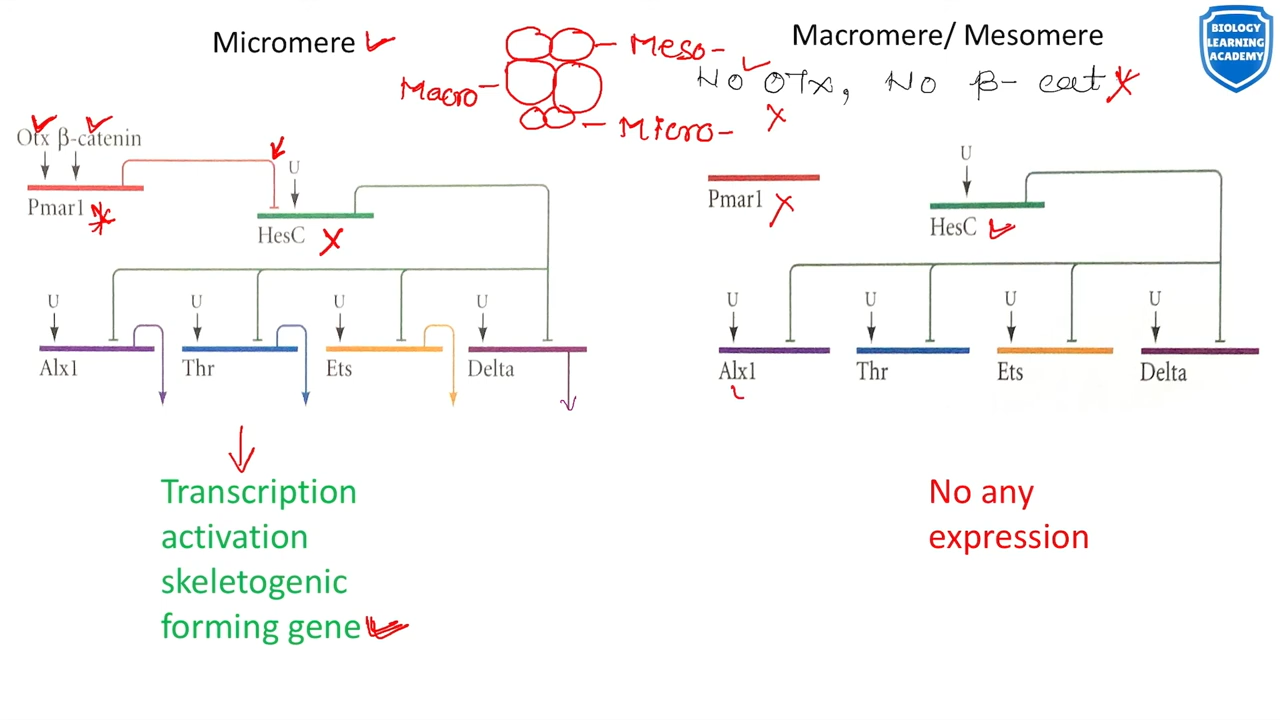 Micromere
Meso-
Macro-
Micro-
Macromere/ Mesomere
No OTx, No β- cat
BIOLOGY
LEARNING
ACADEMY
Otx β-catenin
Pmar1
U
HesC
U
U
U
U
Alx1
Thr
Ets
Delta
Transcription
activation
skeletogenic
forming gene
Pmar1
U
HesC
U
U
U
U
Alx1
Thr
Ets
Delta
No any
expression